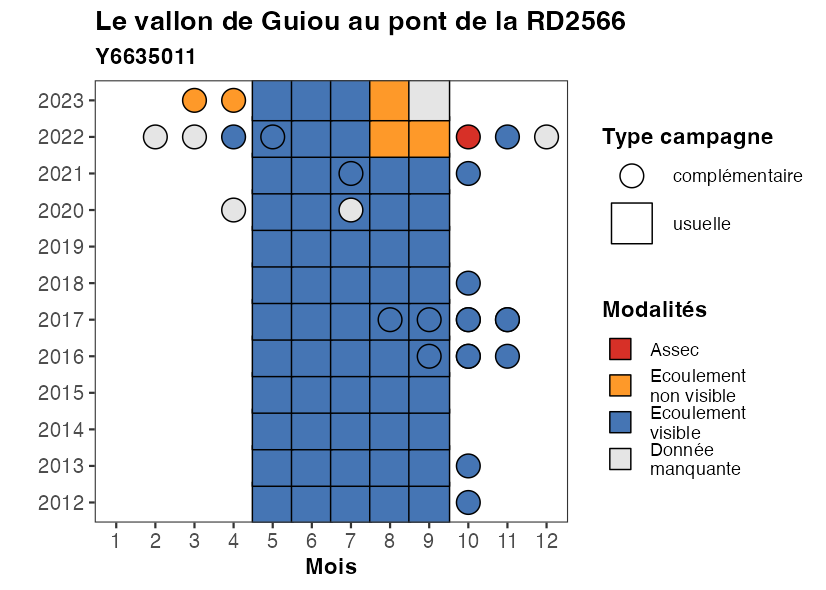 Le vallon de Guiou au pont de la RD2566
Y6635011
2023
2022
2021
2020
2019
2018
2017
2016
2015
2014
2013
2012
1 2 3 4 5 6 7 8 9 10 11 12
Mois
Type campagne
complémentaire
usuelle
Modalités
Assec
Ecoulement
non visible
Ecoulement
visible
Donnée
manquante